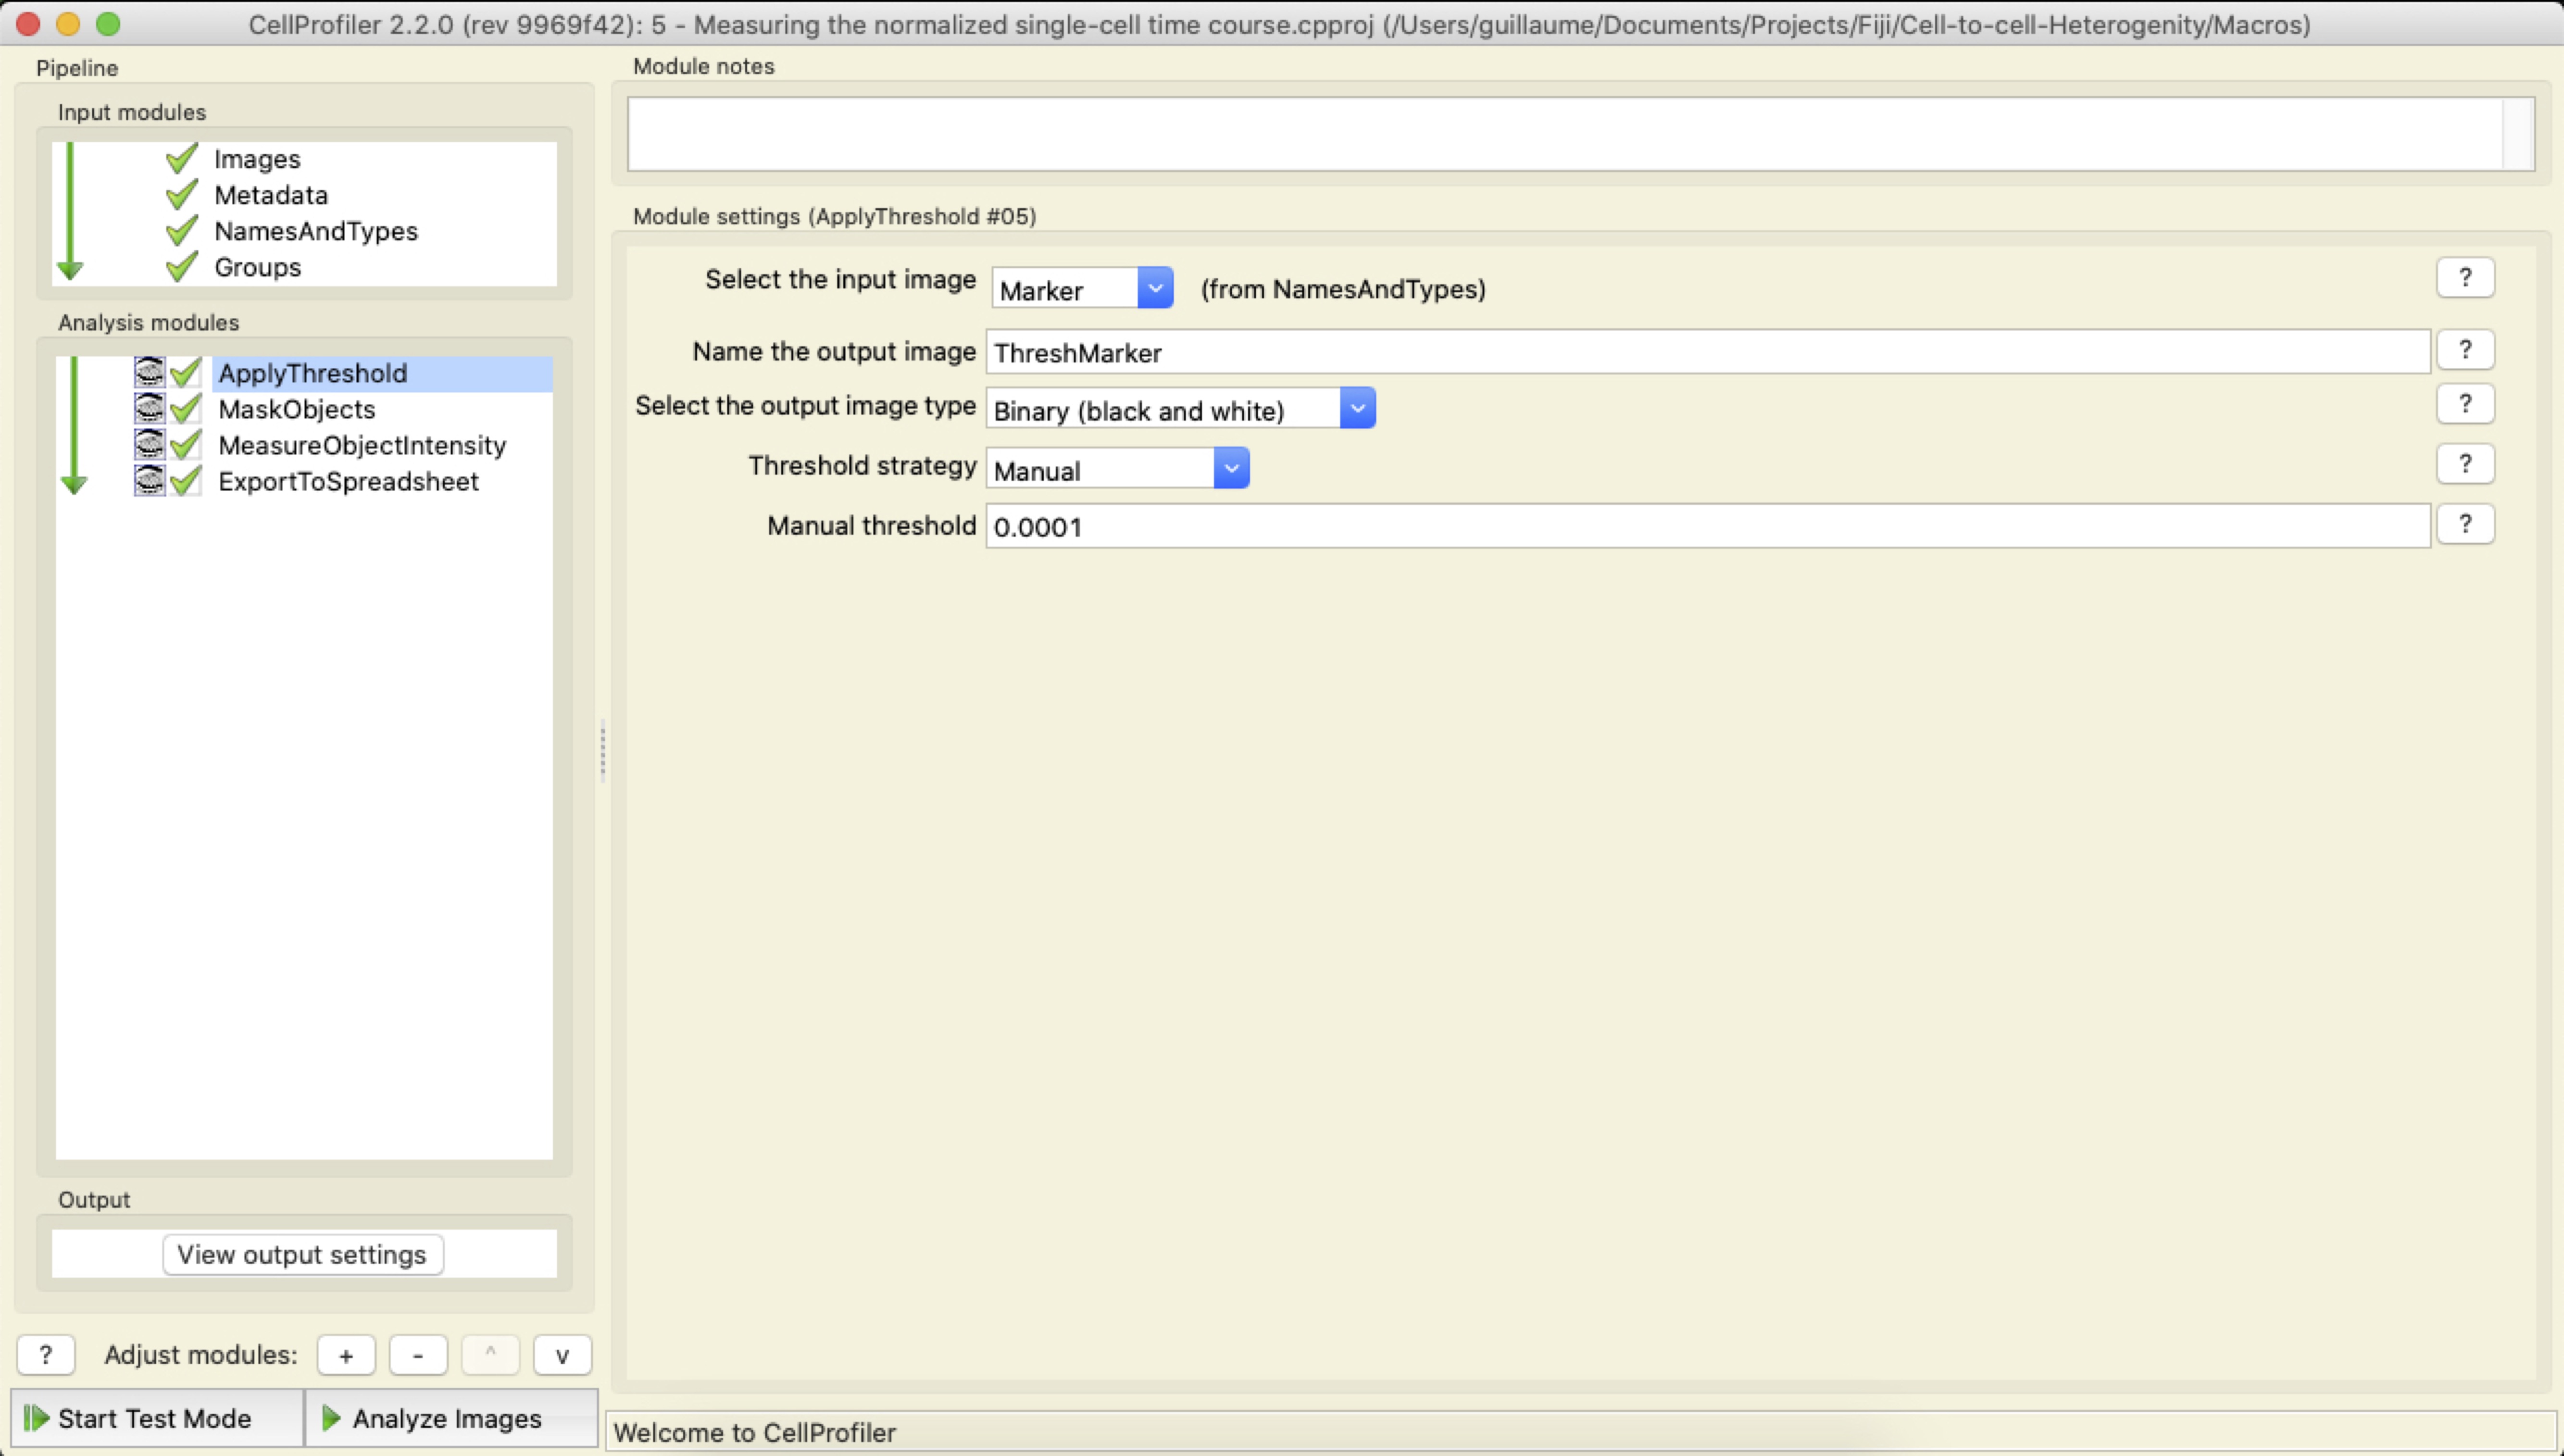 CellProfiler 2.2.0 (rev 9969f42): 5 - Measuring the normalized single-cell time course.cpproj (/Users/guillaume/Documents/Projects/Fiji/Cell-to-cell-Heterogenity/Macros)
Pipeline
Input modules
Images
Metadata
NamesAndTypes
Groups
Analysis modules
ApplyThreshold
MaskObjects
MeasureObjectIntensity
ExportToSpreadsheet
Output
View output settings
? Adjust modules: + - ^ v
Start Test Mode Analyze Images
Module notes
Module settings (ApplyThreshold #05)
Select the input image Marker (from NamesAndTypes) ?
Name the output image ThreshMarker ?
Select the output image type Binary (black and white) ?
Threshold strategy Manual ?
Manual threshold 0.0001 ?
Welcome to CellProfiler